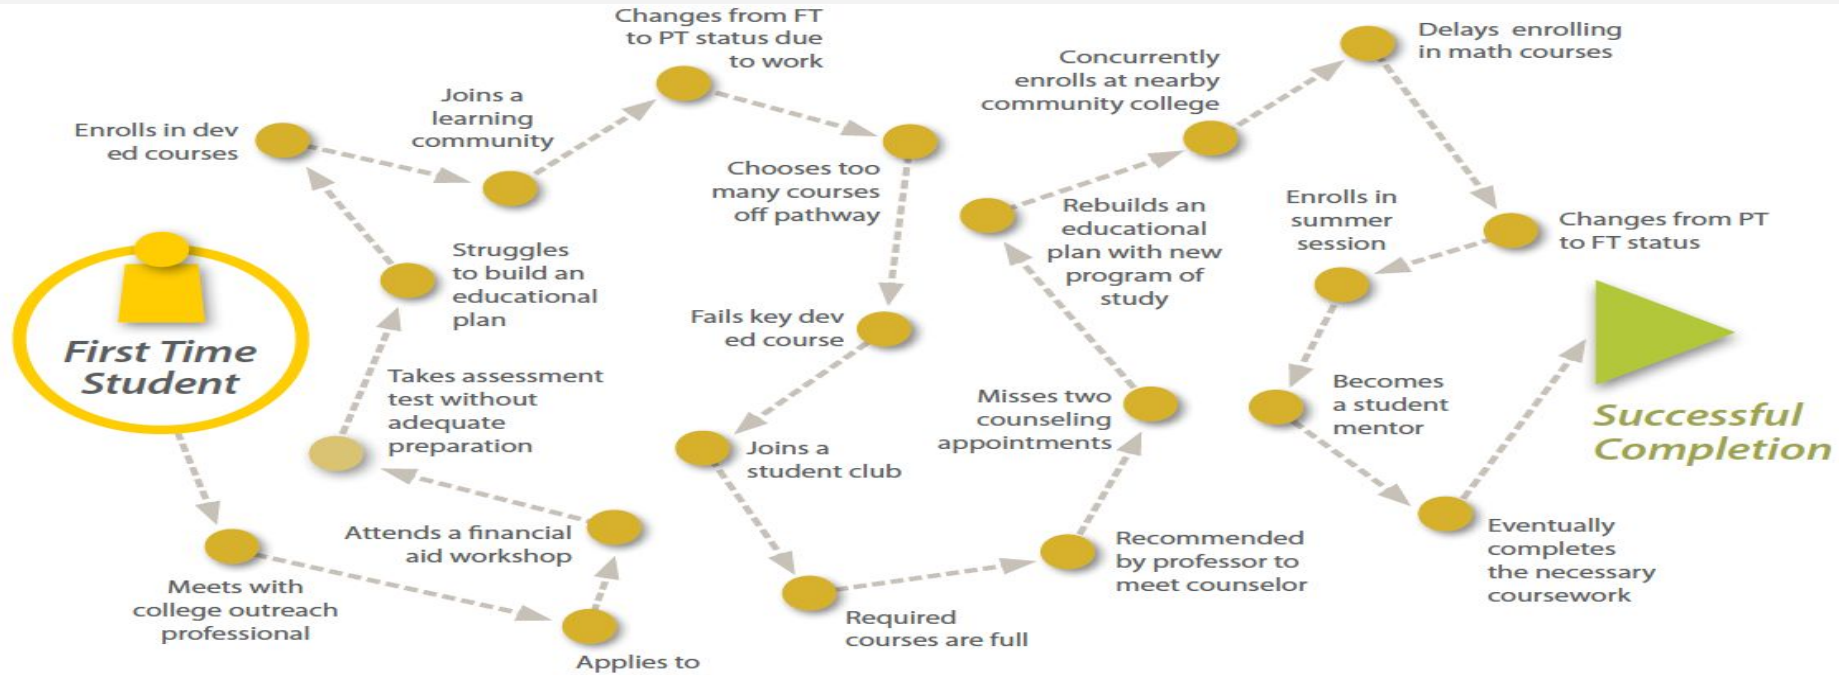 First Time
Student
Meets with
college outreach
professional
Applies to
Attends a financial
aid workshop
Takes assessment
test without
adequate
preparation
Struggles
to build an
educational
plan
Enrolls in dev
ed courses
Joins a
learning
community
Changes from FT
to PT status due
to work
Chooses too
many courses
off pathway
Fails key dev
ed course
Joins a
student club
Required
courses are full
Recommended
by professor to
meet counselor
Misses two
counseling
appointments
Rebuilds an
educational
plan with new
program of
study
Concurrently
enrolls at nearby
community college
Delays enrolling
in math courses
Changes from PT
to FT status
Enrolls in
summer
session
Becomes
a student
mentor
Eventually
completes
the necessary
coursework
Successful
Completion